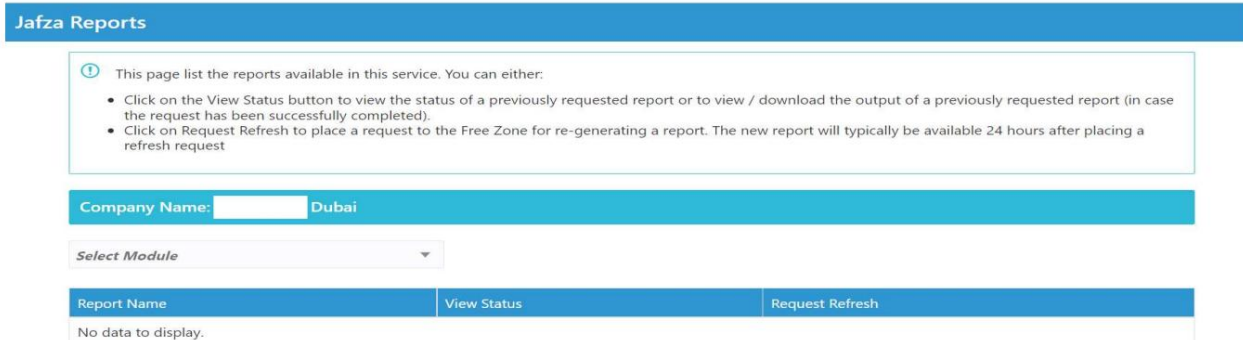 Jafza Reports
This page list the reports available in this service. You can either:
• Click on the View Status button to view the status of a previously requested report or to view / download the output of a previously requested report (in case
the request has been successfully completed).
• Click on Request Refresh to place a request to the Free Zone for re-generating a report. The new report will typically be available 24 hours after placing a
refresh request
Company Name: Dubai
Select Module
Report Name View Status Request Refresh
No data to display.